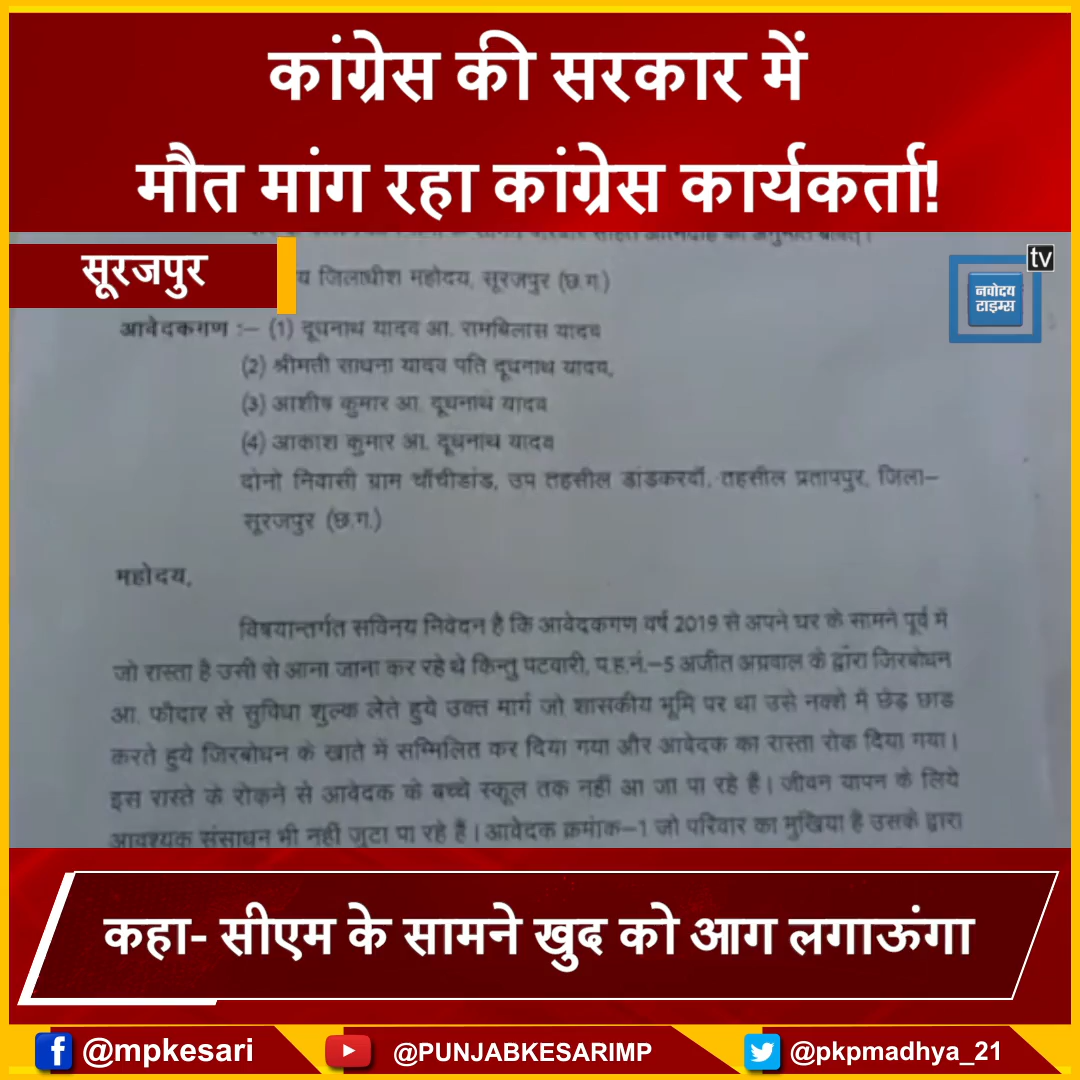 कांग्रेस की सरकार में
मौत मांग रहा कांग्रेस कार्यकर्ता!
सूरजपुर
tv
नवोदय
टाइम्स
य जिलाधीश महोदय, सूरजपुर (छ.ग.)
आवेदकगण :– (1) दूधनाथ यादव आ. रामबिलास यादव
(2) श्रीमती साधना यादव पति दूधनाथ यादव,
(3) आशीष कुमार आ. दूधनाथ यादव
(4) आकाश कुमार आ. दूधनाथ यादव
दोनो निवासी ग्राम चाँचीडांड, उप तहसील डांडकरवाँ, तहसील प्रतापपुर, जिला–
सूरजपुर (छ.ग.)
महोदय,
विषयान्तर्गत सविनय निवेदन है कि आवेदकगण वर्ष 2019 से अपने घर के सामने पूर्व में
जो रास्ता है उसी से आना जाना कर रहे थे किन्तु पटवारी, प.ह.नं.–5 अजीत अग्रवाल के द्वारा जिरबोधन
आ. फौदार से सुविधा शुल्क लेते हुये उक्त मार्ग जो शासकीय भूमि पर था उसे नक्शे में छेड़ छाड़
करते हुये जिरबोधन के खाते में सम्मिलित कर दिया गया और आवेदक का रास्ता रोक दिया गया।
इस रास्ते के रोकने से आवेदक के बच्चे स्कूल तक नहीं आ जा पा रहे हैं। जीवन यापन के लिये
आवश्यक संसाधन भी नहीं जुटा पा रहे हैं। आवेदक क्रमांक–1 जो परिवार का मुखिया है उसके द्वारा
कहा- सीएम के सामने खुद को आग लगाऊंगा
@mpkesari
@PUNJABKESARIMP
@pkpmadhya_21